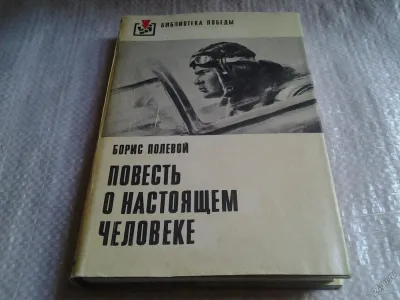 БИБЛИОТЕКА ПОБЕДЫ
БОРИС ПОЛЕВОЙ
ПОВЕСТЬ
О НАСТОЯЩЕМ
ЧЕЛОВЕКЕ